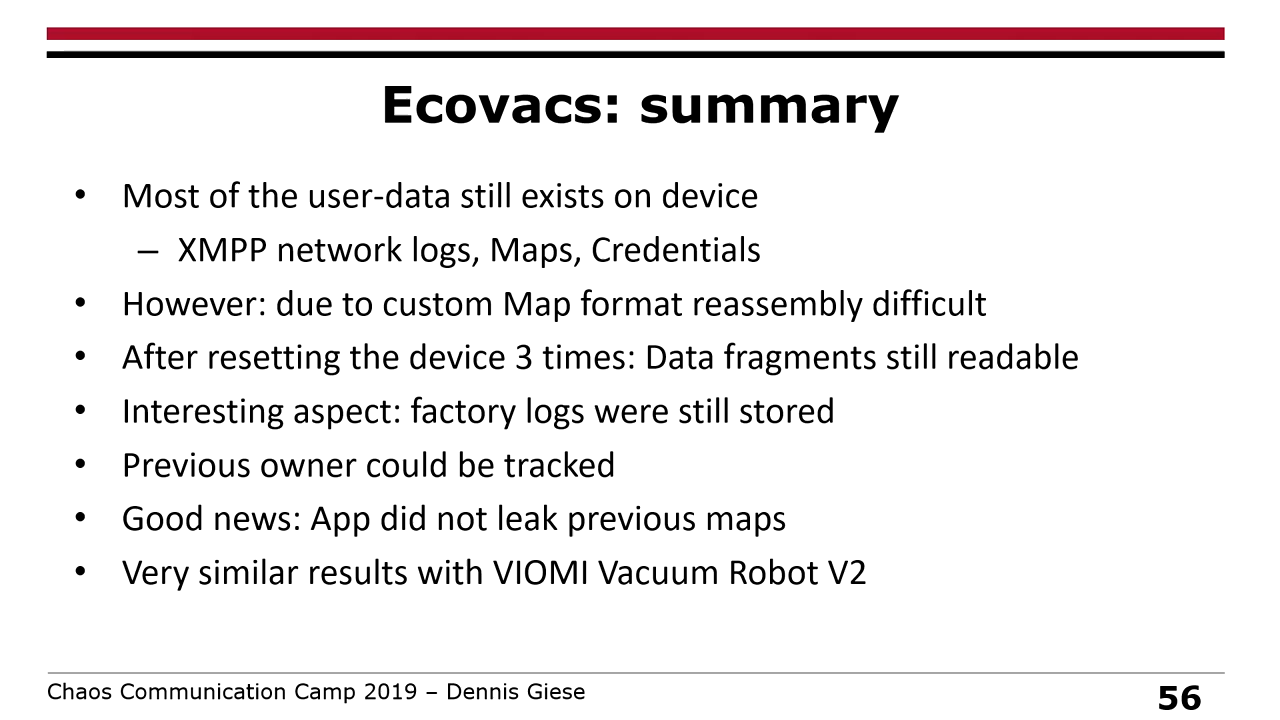 Ecovacs: summary
• Most of the user-data still exists on device
– XMPP network logs, Maps, Credentials
• However: due to custom Map format reassembly difficult
• After resetting the device 3 times: Data fragments still readable
• Interesting aspect: factory logs were still stored
• Previous owner could be tracked
• Good news: App did not leak previous maps
• Very similar results with VIOMI Vacuum Robot V2
Chaos Communication Camp 2019 – Dennis Giese
56